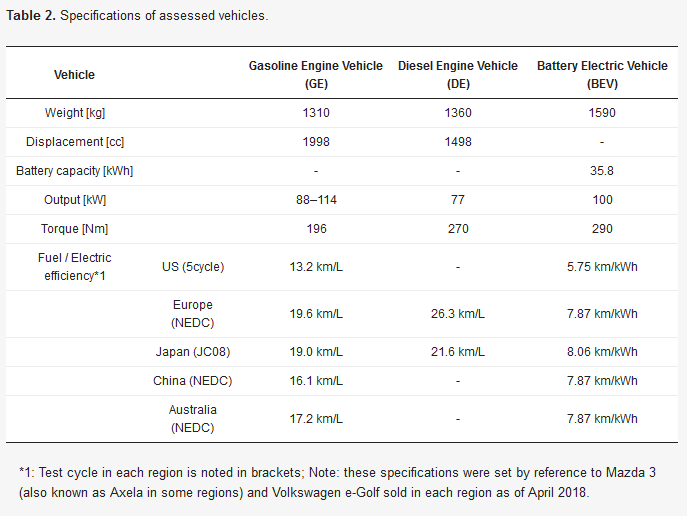 Table 2. Specifications of assessed vehicles.
Vehicle Gasoline Engine Vehicle (GE) Diesel Engine Vehicle (DE) Battery Electric Vehicle (BEV)
Weight [kg] 1310 1360 1590
Displacement [cc] 1998 1498 -
Battery capacity [kWh] - - 35.8
Output [kW] 88–114 77 100
Torque [Nm] 196 270 290
Fuel / Electric efficiency*1 US (5cycle) 13.2 km/L - 5.75 km/kWh
Europe (NEDC) 19.6 km/L 26.3 km/L 7.87 km/kWh
Japan (JC08) 19.0 km/L 21.6 km/L 8.06 km/kWh
China (NEDC) 16.1 km/L - 7.87 km/kWh
Australia (NEDC) 17.2 km/L - 7.87 km/kWh
*1: Test cycle in each region is noted in brackets; Note: these specifications were set by reference to Mazda 3
(also known as Axela in some regions) and Volkswagen e-Golf sold in each region as of April 2018.